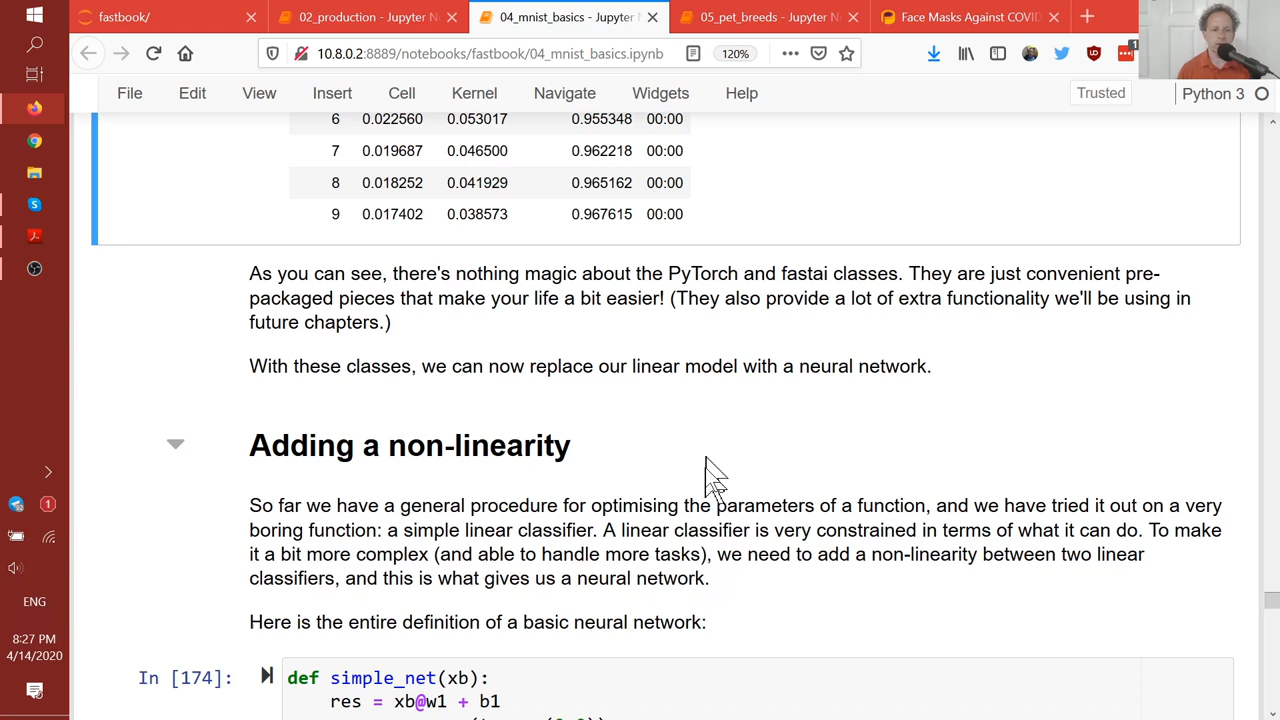 fastbook/
02_production - Jupyter N
04_mnist_basics - Jupyter
05_pet_breeds - Jupyter N
Face Masks Against COVID
10.8.0.2:8889/notebooks/fastbook/04_mnist_basics.ipynb
120%
File Edit View Insert Cell Kernel Navigate Widgets Help
Trusted
Python 3
6 0.022560 0.053017 0.955348 00:00
7 0.019687 0.046500 0.962218 00:00
8 0.018252 0.041929 0.965162 00:00
9 0.017402 0.038573 0.967615 00:00
As you can see, there's nothing magic about the PyTorch and fastai classes. They are just convenient pre-
packaged pieces that make your life a bit easier! (They also provide a lot of extra functionality we'll be using in
future chapters.)
With these classes, we can now replace our linear model with a neural network.
Adding a non-linearity
So far we have a general procedure for optimising the parameters of a function, and we have tried it out on a very
boring function: a simple linear classifier. A linear classifier is very constrained in terms of what it can do. To make
it a bit more complex (and able to handle more tasks), we need to add a non-linearity between two linear
classifiers, and this is what gives us a neural network.
Here is the entire definition of a basic neural network:
In [174]:
def simple_net(xb):
res = xb@w1 + b1
1
ENG
8:27 PM
4/14/2020